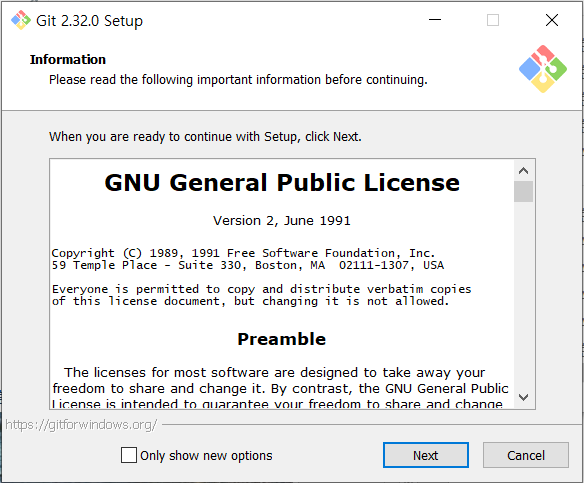 Git 2.32.0 Setup
Information
Please read the following important information before continuing.
When you are ready to continue with Setup, click Next.
GNU General Public License
Version 2, June 1991
Copyright (C) 1989, 1991 Free Software Foundation, Inc.
59 Temple Place - Suite 330, Boston, MA  02111-1307, USA
Everyone is permitted to copy and distribute verbatim copies
of this license document, but changing it is not allowed.
Preamble
The licenses for most software are designed to take away your
freedom to share and change it. By contrast, the GNU General Public
License is intended to guarantee your freedom to share and change
https://gitforwindows.org/
Only show new options
Next
Cancel